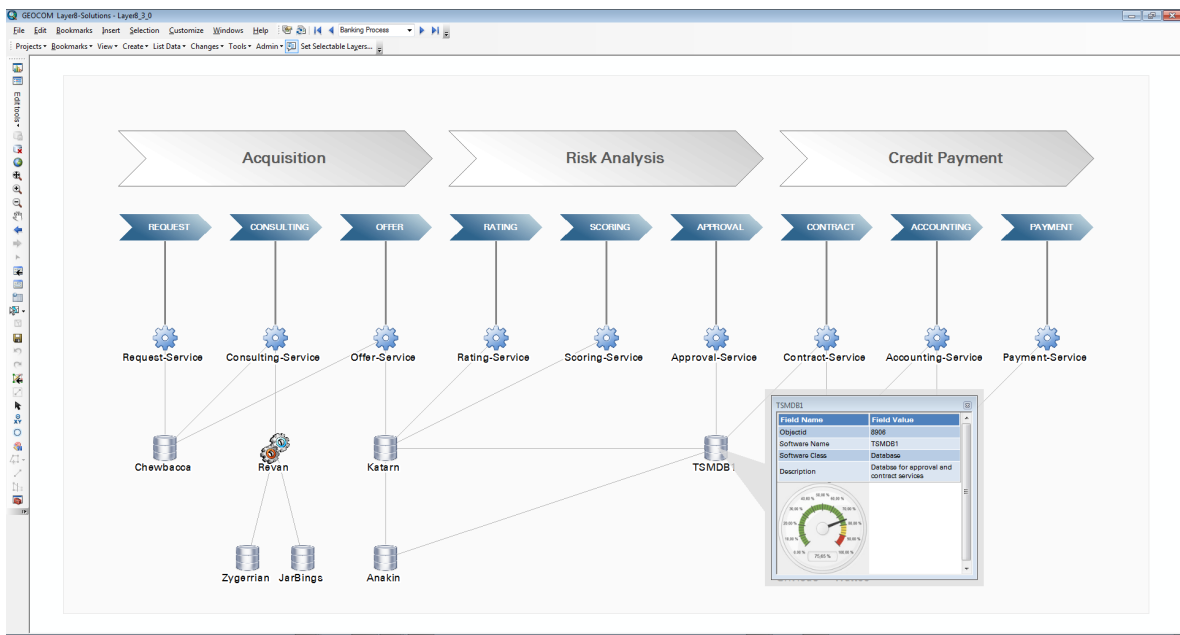 GEOCOM Layer8-Solutions - Layer8_3_0
File Edit Bookmarks Insert Selection Customize Windows Help Banking Process
Projects Bookmarks View Create List Data Changes Tools Admin Set Selectable Layers...
Edit tools
Acquisition Risk Analysis Credit Payment
REQUEST CONSULTING OFFER RATING SCORING APPROVAL CONTRACT ACCOUNTING PAYMENT
Request-Service Consulting-Service Offer-Service Rating-Service Scoring-Service Approval-Service Contract-Service Accounting-Service Payment-Service
TSMDB1
Field Name Field Value
Objectid 8906
Software Name TSMDB1
Software Class Database
Description Databse for approval and
contract services
Chewbacca Revan Katarn TSMDB1
Zygerrian JarBings Anakin